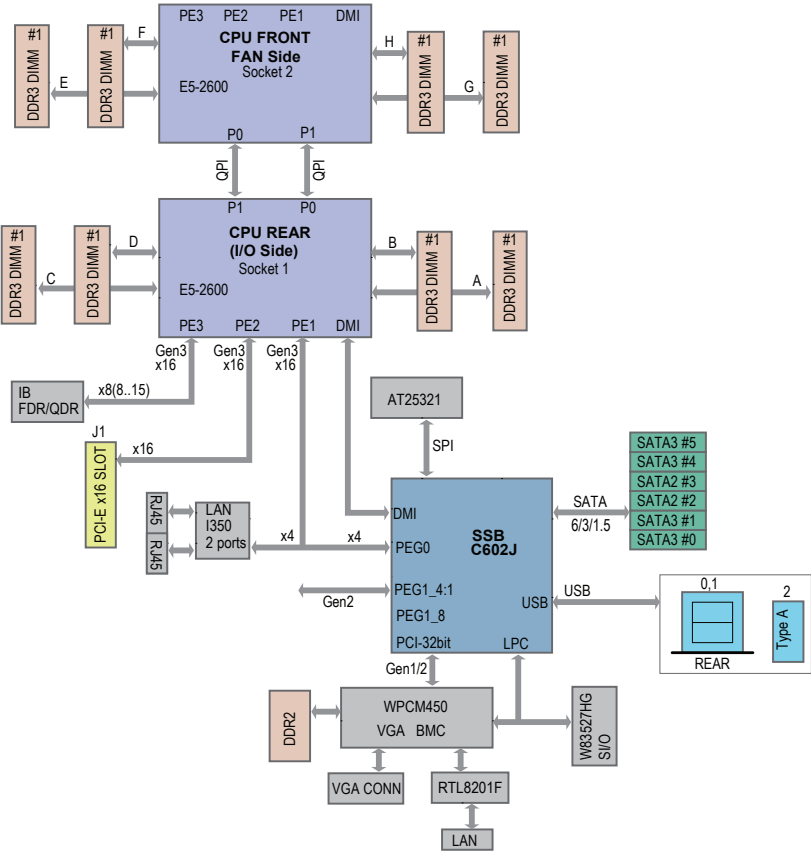 PE3 PE2 PE1 DMI
CPU FRONT
FAN Side
Socket 2
E5-2600
P0 P1
#1
DDR3 DIMM
#1
DDR3 DIMM
F
E
H
G
#1
DDR3 DIMM
#1
DDR3 DIMM
QPI
QPI
P1 P0
CPU REAR
(I/O Side)
Socket 1
E5-2600
PE3 PE2 PE1 DMI
#1
DDR3 DIMM
#1
DDR3 DIMM
D
C
B
A
#1
DDR3 DIMM
#1
DDR3 DIMM
Gen3
x16
Gen3
x16
Gen3
x16
IB
FDR/QDR
x8(8..15)
J1
PCI-E x16 SLOT
x16
AT25321
SPI
RJ45
RJ45
LAN
I350
2 ports
x4 x4
DMI
PEG0
SSB
C602J
PEG1_4:1
PEG1_8
PCI-32bit
USB
LPC
Gen2
SATA
6/3/1.5
SATA3 #5
SATA3 #4
SATA2 #3
SATA2 #2
SATA3 #1
SATA3 #0
USB
0,1
REAR
2
Type A
Gen1/2
DDR2
WPCM450
VGA BMC
W83527HG
SI/O
VGA CONN
RTL8201F
LAN